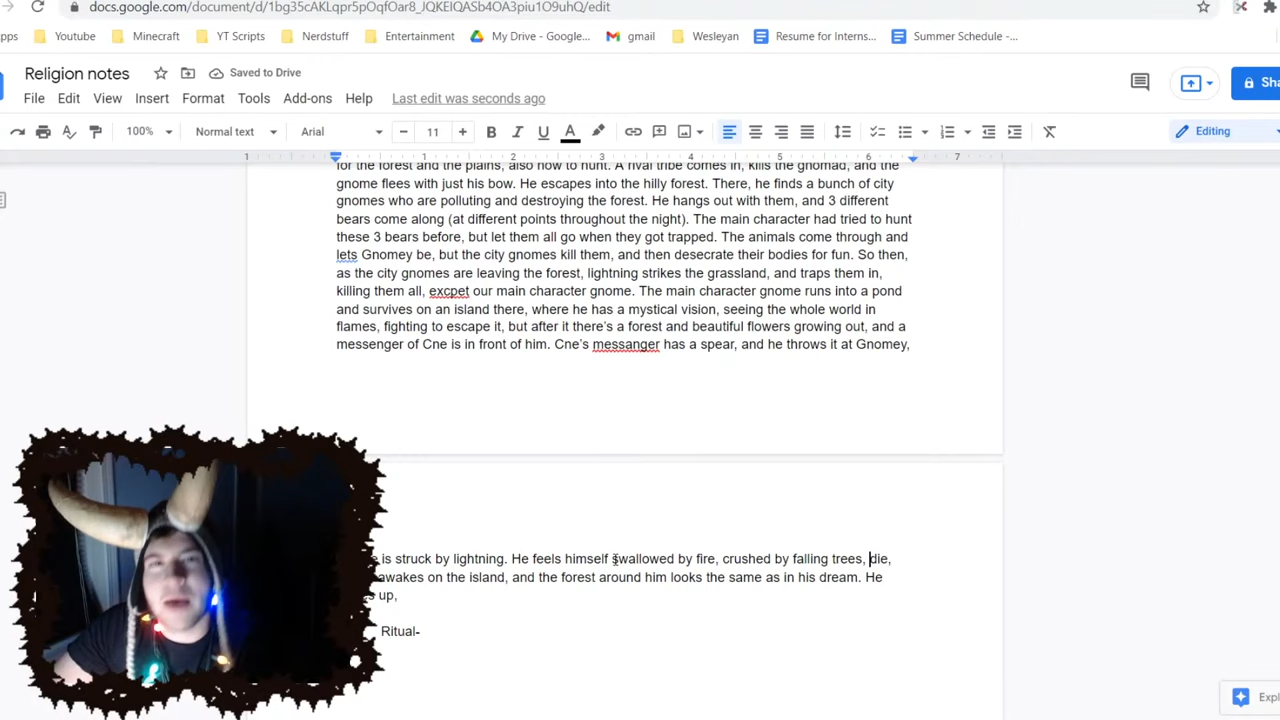 docs.google.com/document/d/1bg35cAKLqpr5pOqfOar8_JQKEIQASb4OA3piu1O9uhQ/edit
Youtube Minecraft YT Scripts Nerdstuff Entertainment My Drive - Google... gmail Wesleyan Resume for Interns... Summer Schedule -...
Religion notes Saved to Drive
File Edit View Insert Format Tools Add-ons Help Last edit was seconds ago
100% Normal text Arial 11 Editing
1 1 2 3 4 5 6 7
for the forest and the plains, also how to hunt. A rival tribe comes in, kills the gnomad, and the
gnome flees with just his bow. He escapes into the hilly forest. There, he finds a bunch of city
gnomes who are polluting and destroying the forest. He hangs out with them, and 3 different
bears come along (at different points throughout the night). The main character had tried to hunt
these 3 bears before, but let them all go when they got trapped. The animals come through and
lets Gnomey be, but the city gnomes kill them, and then desecrate their bodies for fun. So then,
as the city gnomes are leaving the forest, lightning strikes the grassland, and traps them in,
killing them all, excpet our main character gnome. The main character gnome runs into a pond
and survives on an island there, where he has a mystical vision, seeing the whole world in
flames, fighting to escape it, but after it there's a forest and beautiful flowers growing out, and a
messenger of Cne is in front of him. Cne's messanger has a spear, and he throws it at Gnomey,
is struck by lightning. He feels himself swallowed by fire, crushed by falling trees, die,
awakes on the island, and the forest around him looks the same as in his dream. He
up,
Ritual-